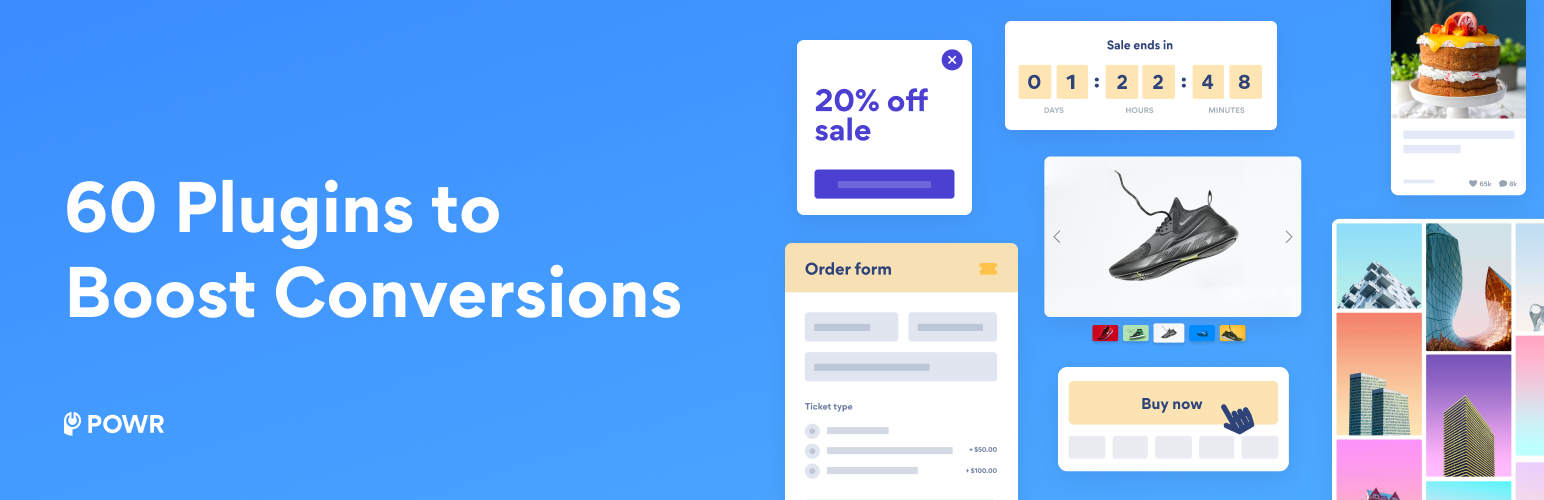 60 Plugins to
Boost Conversions
POWR
20% off
sale
Sale ends in
0 1 : 2 2 : 4 8
DAYS HOURS MINUTES
65k 8k
Order form
Ticket type
+ $50.00
+ $100.00
Buy now